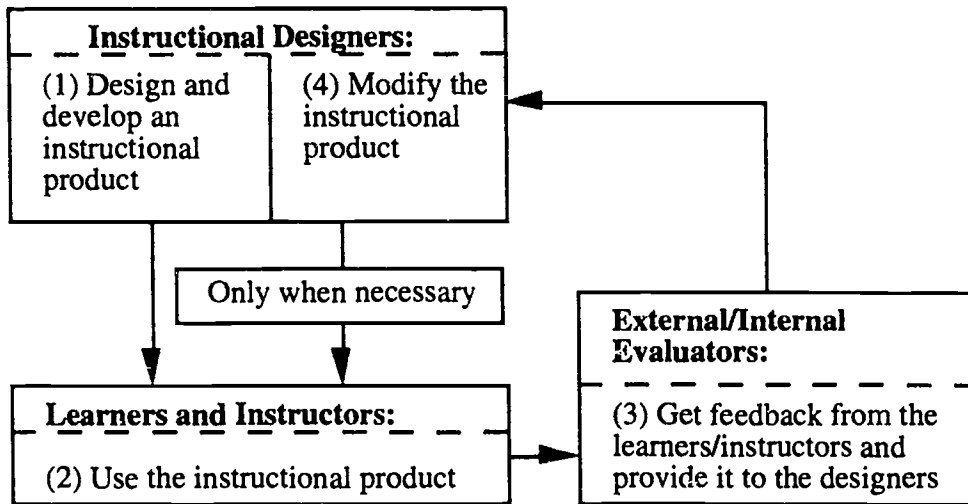 Instructional Designers:
(1) Design and
develop an
instructional
product
(4) Modify the
instructional
product
Only when necessary
External/Internal
Evaluators:
(3) Get feedback from the
learners/instructors and
provide it to the designers
Learners and Instructors:
(2) Use the instructional product